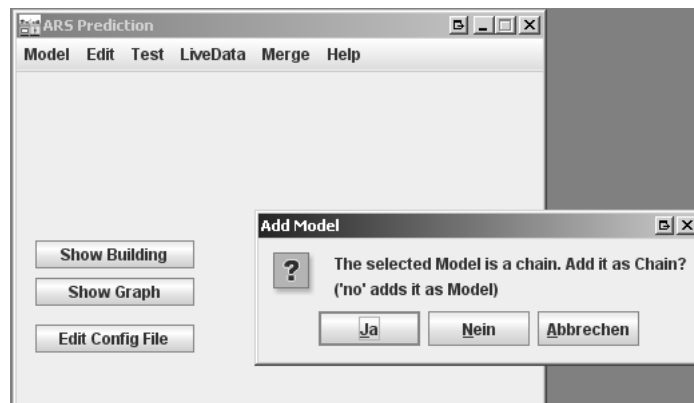 ARS Prediction
Model Edit Test LiveData Merge Help
Show Building
Show Graph
Edit Config File
Add Model
?
The selected Model is a chain. Add it as Chain?
('no' adds it as Model)
Ja Nein Abbrechen